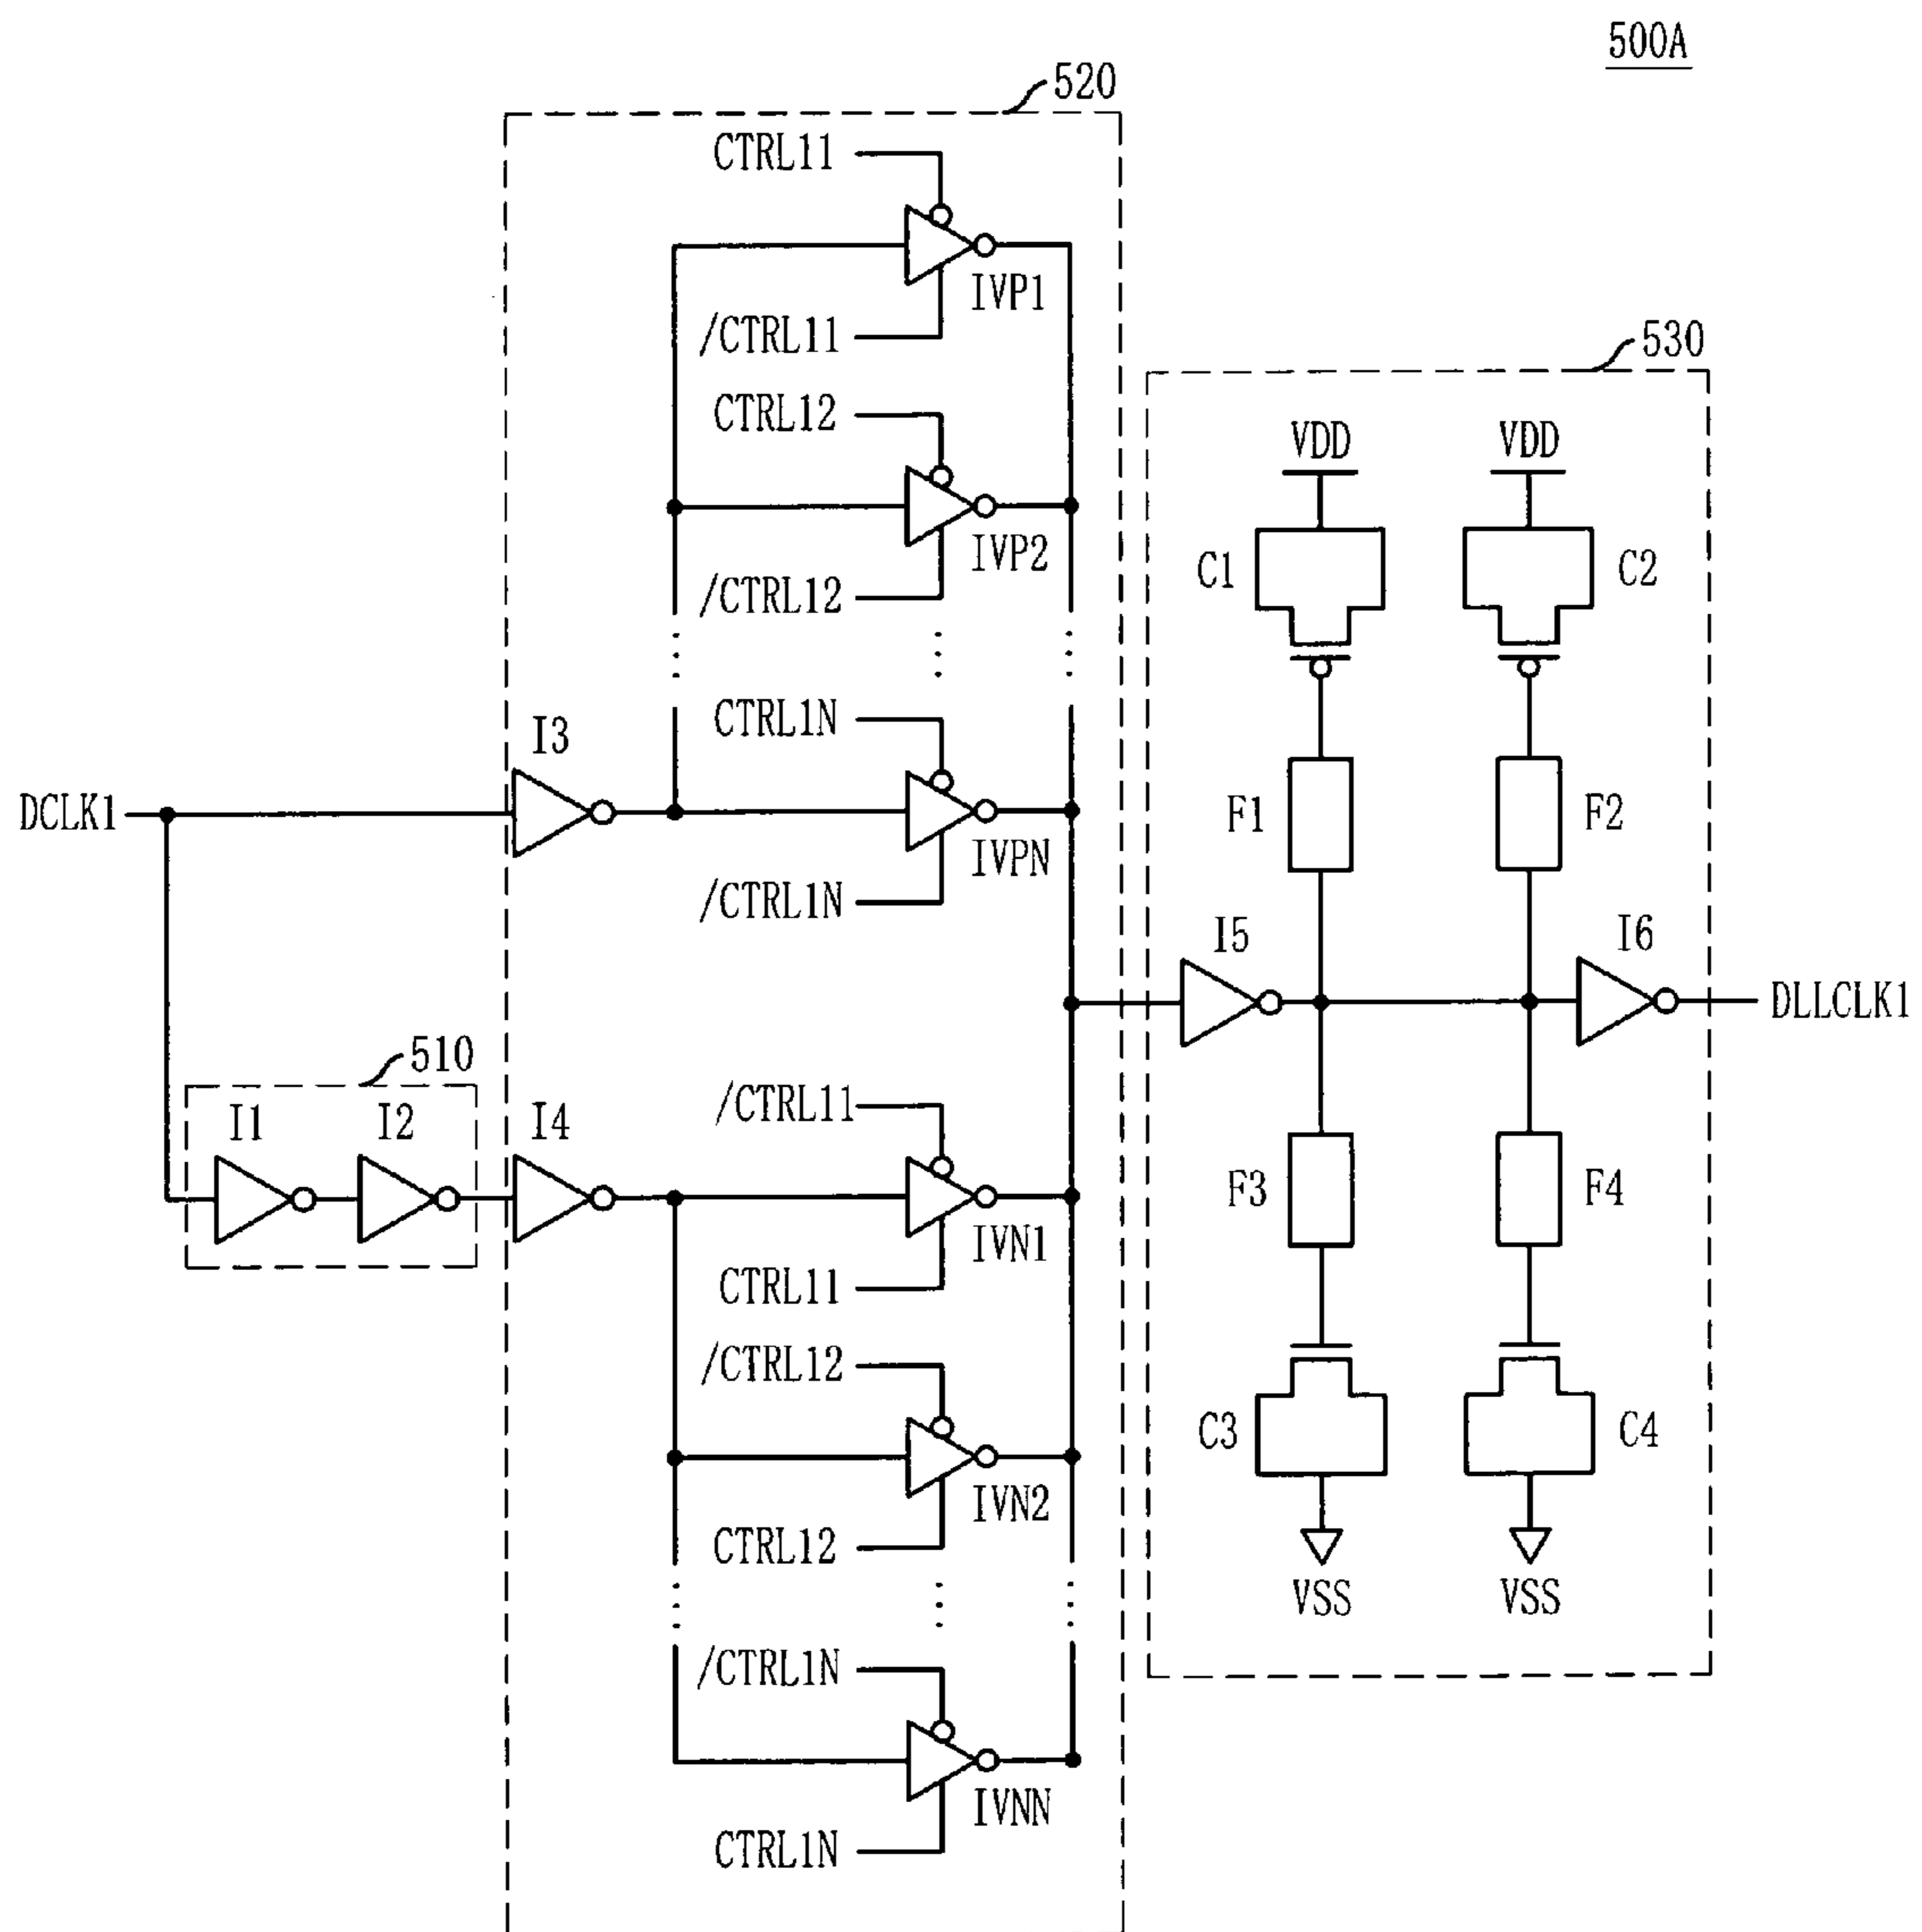 500A
520
CTRL11
IVP1
/CTRL11
530
CTRL12
VDD
VDD
IVP2
C1
C2
/CTRL12
CTRL1N
I3
DCLK1
F1
F2
IVPN
/CTRL1N
I5
I6
DLLCLK1
510
/CTRL11
I1
I2
I4
F3
F4
IVN1
CTRL11
/CTRL12
C3
C4
IVN2
CTRL12
VSS
VSS
/CTRL1N
IVNN
CTRL1N